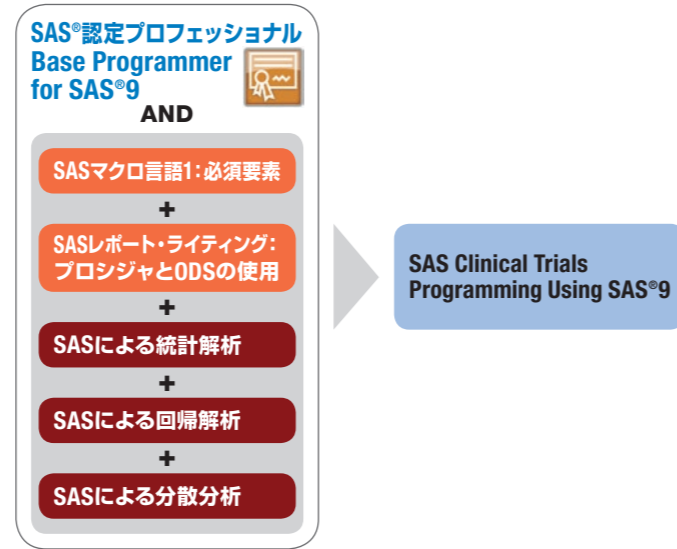 SAS®認定プロフェッショナル
Base Programmer
for SAS®9
AND
SASマクロ言語1:必須要素
+
SASレポート・ライティング:
プロシジャとODSの使用
+
SASによる統計解析
+
SASによる回帰解析
+
SASによる分散分析
SAS Clinical Trials
Programming Using SAS®9